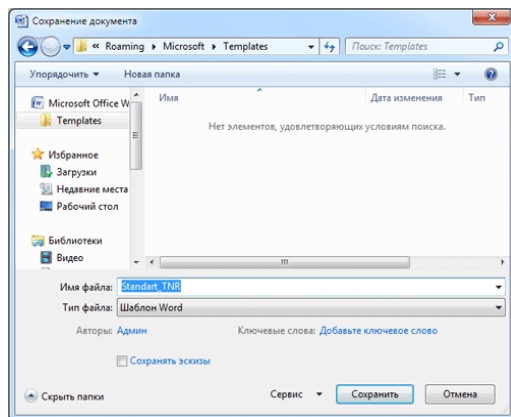 Сохранение документа
« Roaming ▸ Microsoft ▸ Templates
Поиск: Templates
Упорядочить ▼ Новая папка
Microsoft Office W
Templates
Избранное
Загрузки
Недавние места
Рабочий стол
Библиотеки
Видео
Имя Дата изменения Тип
Нет элементов, удовлетворяющих условиям поиска.
Имя файла: Standart_TNR
Тип файла: Шаблон Word
Авторы: Админ Ключевые слова: Добавьте ключевое слово
Сохранять эскизы
Скрыть папки Сервис ▼ Сохранить Отмена